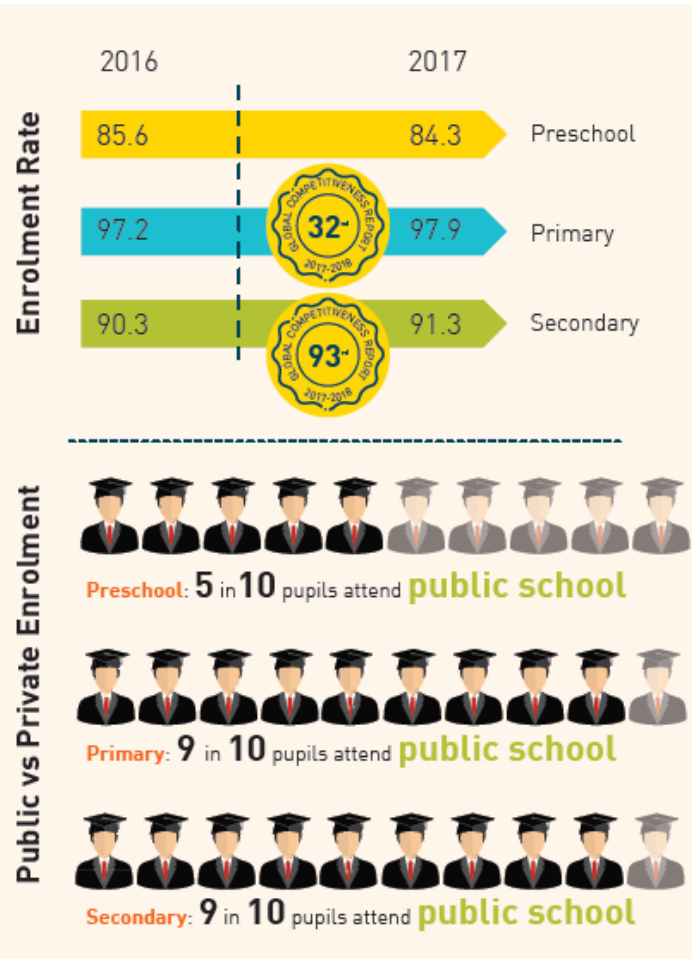 2016 2017
Enrolment Rate
85.6 84.3 Preschool
GLOBAL COMPETITIVENESS REPORT
32nd
2017-2018
97.2 97.9 Primary
GLOBAL COMPETITIVENESS REPORT
93rd
2017-2018
90.3 91.3 Secondary
Public vs Private Enrolment
Preschool: 5 in 10 pupils attend public school
Primary: 9 in 10 pupils attend public school
Secondary: 9 in 10 pupils attend public school